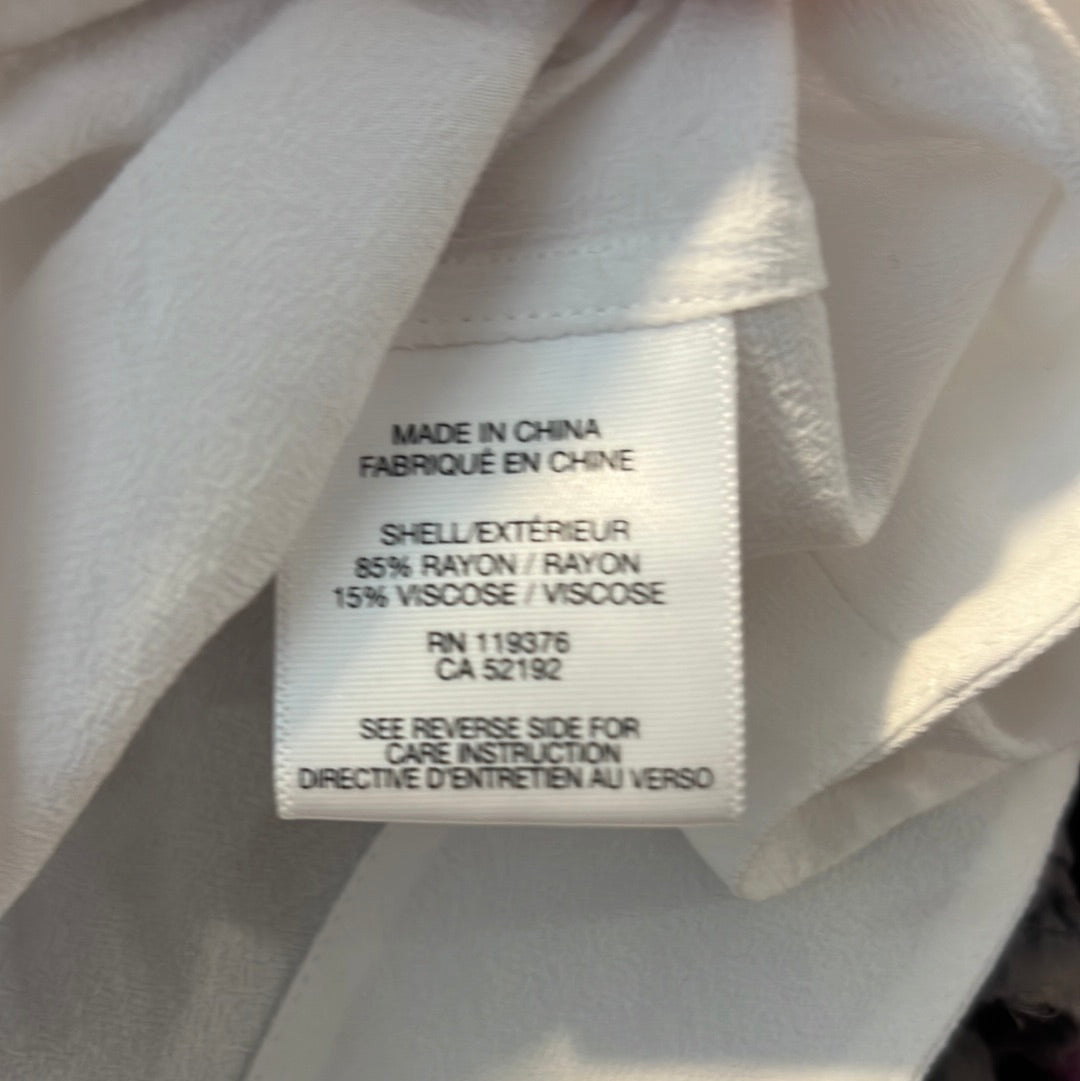 MADE IN CHINA
FABRIQUÉ EN CHINE
SHELL/EXTÉRIEUR
85% RAYON / RAYON
15% VISCOSE / VISCOSE
RN 119376
CA 52192
SEE REVERSE SIDE FOR
CARE INSTRUCTION
DIRECTIVE D'ENTRETIEN AU VERSO